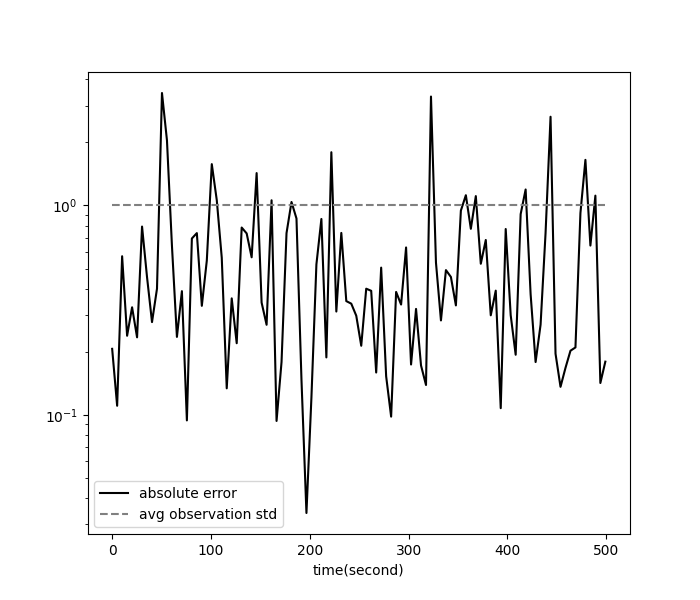 10⁰
10⁻¹
absolute error
avg observation std
0 100 200 300 400 500
time(second)